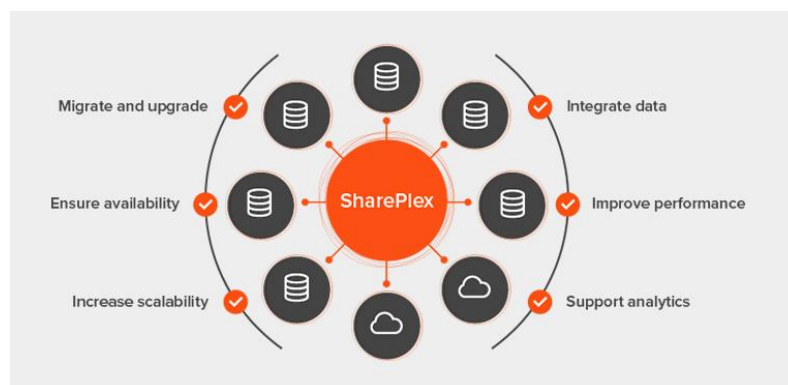 Migrate and upgrade
Integrate data
Ensure availability
SharePlex
Improve performance
Increase scalability
Support analytics